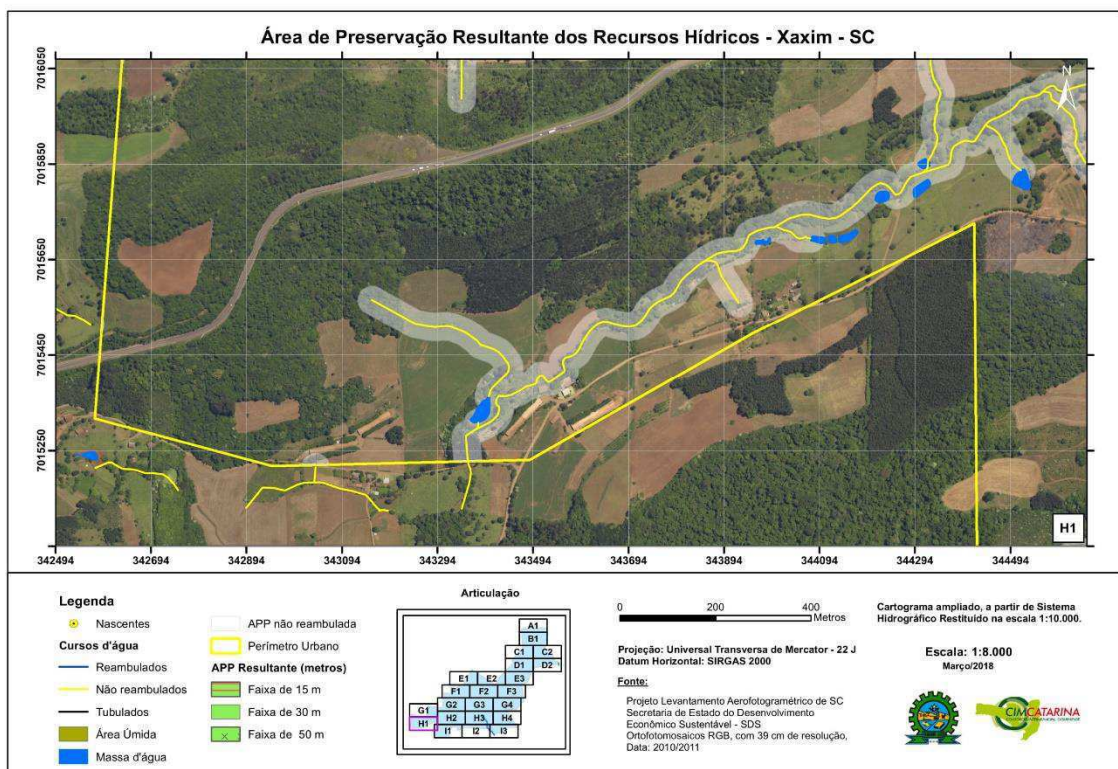 Área de Preservação Resultante dos Recursos Hídricos - Xaxim - SC
7016050
7015850
7015650
7015450
7015250
N
H1
342494
342694
342894
343094
343294
343494
343694
343894
344094
344294
344494
Legenda
Nascentes
Cursos d'água
Reambulados
Não reambulados
Tubulados
Área Úmida
Massa d'água
APP não reambulada
Perímetro Urbano
APP Resultante (metros)
Faixa de 15 m
Faixa de 30 m
Faixa de 50 m
Articulação
A1
B1
C1 C2
D1 D2
E1 E2 E3
F1 F2 F3
G1 G2 G3 G4
H1 H2 H3 H4
I1 I2 I3
0 200 400
Metros
Projeção: Universal Transversa de Mercator - 22 J
Datum Horizontal: SIRGAS 2000
Fonte:
Projeto Levantamento Aerofotogramétrico de SC
Secretaria de Estado do Desenvolvimento
Econômico Sustentável - SDS
Ortofotomosaicos RGB, com 39 cm de resolução,
Data: 2010/2011
Cartograma ampliado, a partir de Sistema
Hidrográfico Restituído na escala 1:10.000.
Escala: 1:8.000
Março/2018
CIMCATARINA